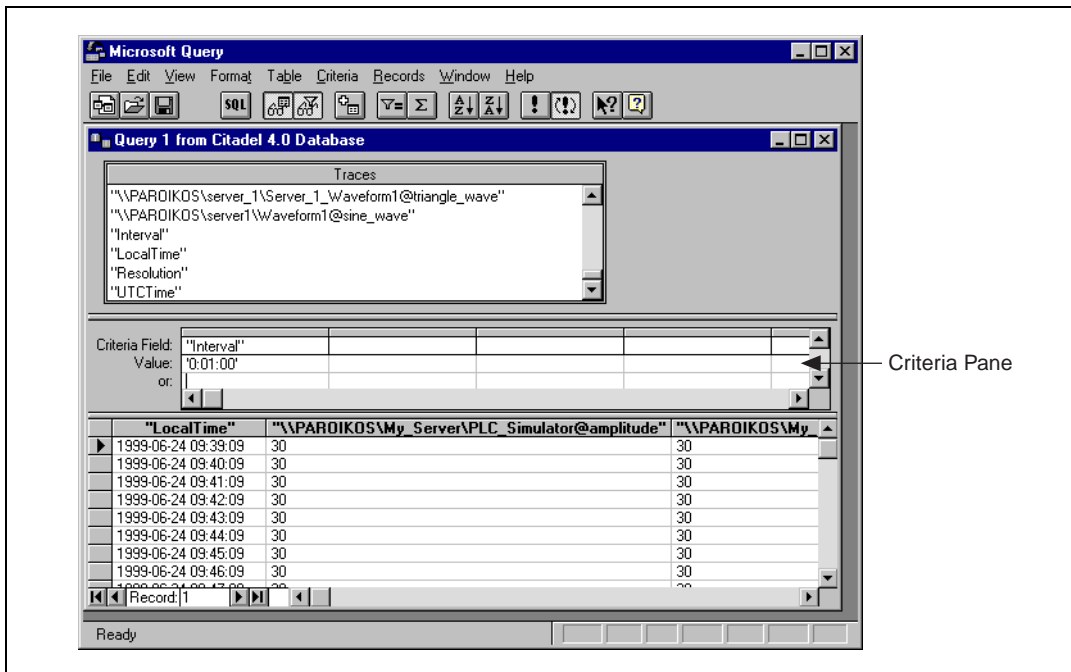 Microsoft Query
File Edit View Format Table Criteria Records Window Help
SQL
Query 1 from Citadel 4.0 Database
Traces
"\\PAROIKOS\server_1\Server_1_Waveform1@triangle_wave"
"\\PAROIKOS\server1\Waveform1@sine_wave"
"Interval"
"LocalTime"
"Resolution"
"UTCTime"
Criteria Field: "Interval"
Value: '0:01:00'
or:
Criteria Pane
"LocalTime" "\\PAROIKOS\My_Server\PLC_Simulator@amplitude" "\\PAROIKOS\My_
1999-06-24 09:39:09 30 30
1999-06-24 09:40:09 30 30
1999-06-24 09:41:09 30 30
1999-06-24 09:42:09 30 30
1999-06-24 09:43:09 30 30
1999-06-24 09:44:09 30 30
1999-06-24 09:45:09 30 30
1999-06-24 09:46:09 30 30
Record: 1
Ready